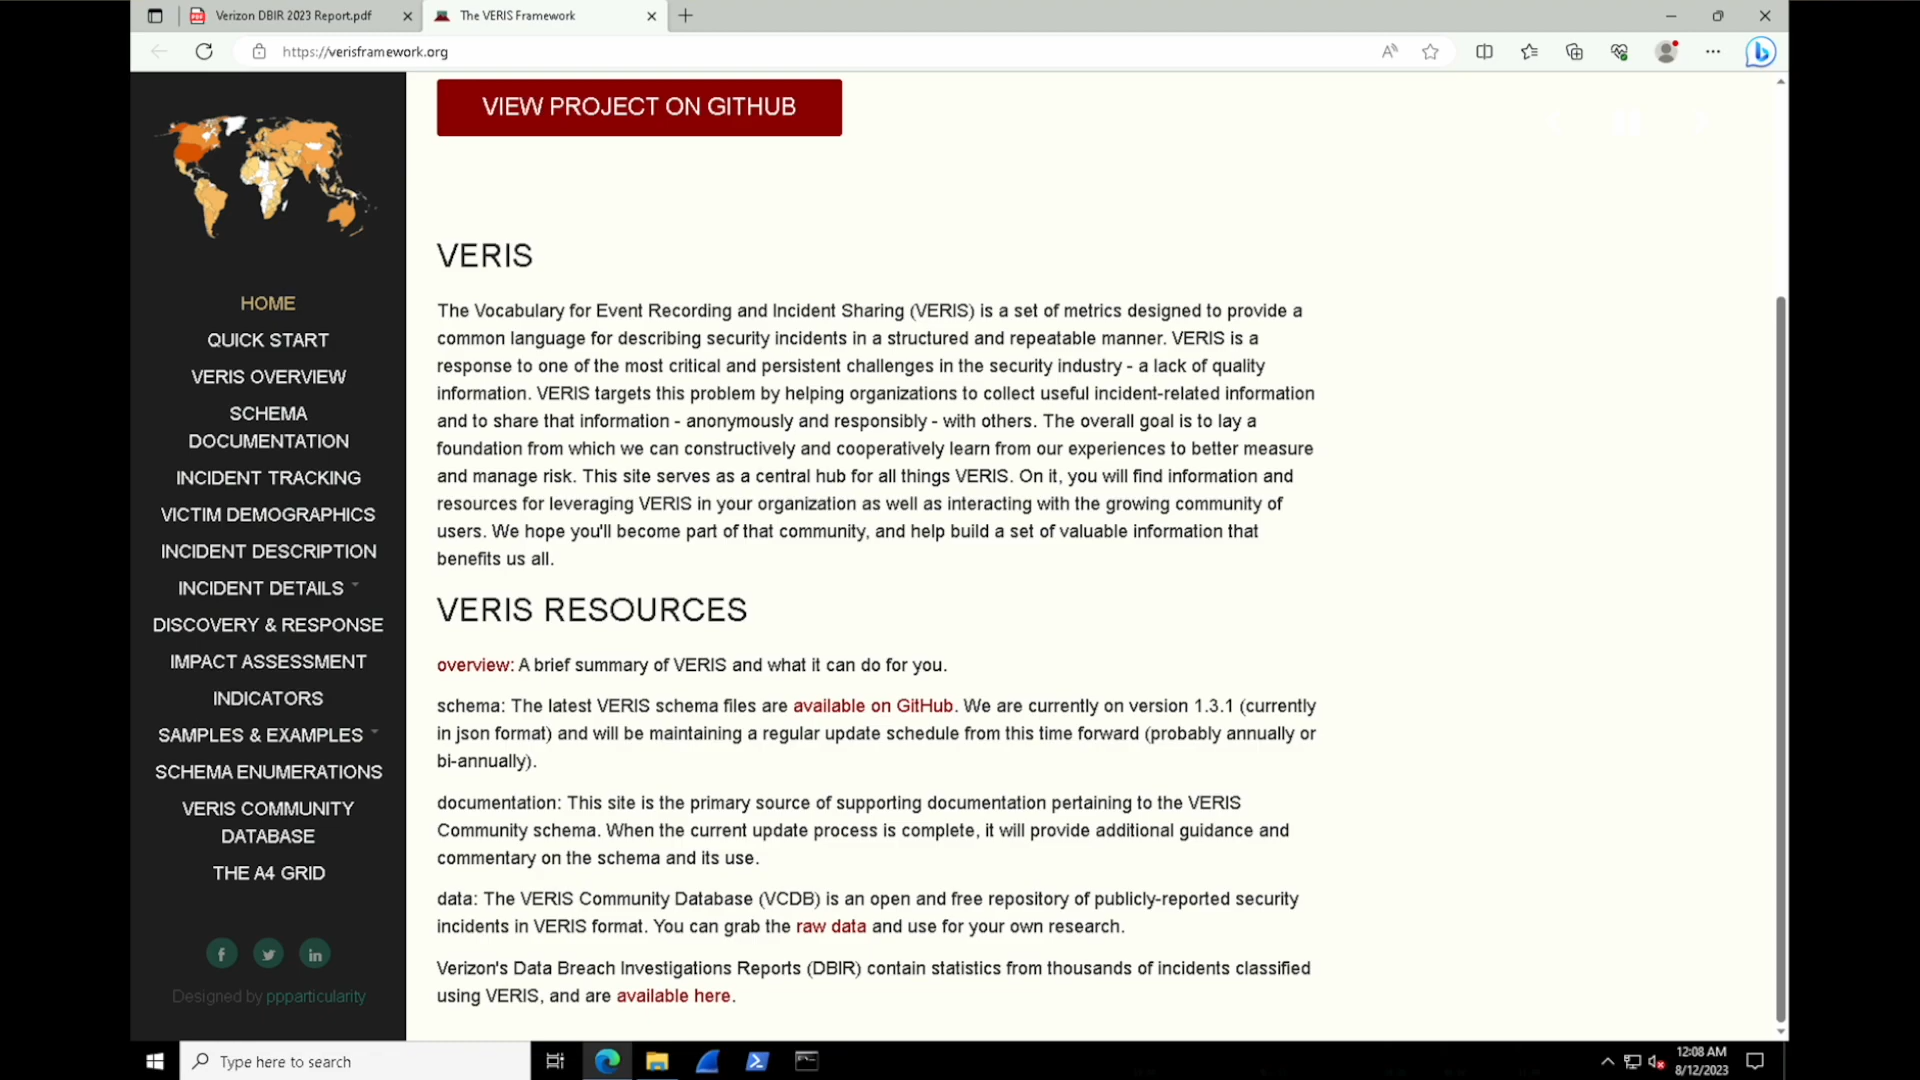 Verizon DBIR 2023 Report.pdf
The VERIS Framework
https://verisframework.org
VIEW PROJECT ON GITHUB
HOME
QUICK START
VERIS OVERVIEW
SCHEMA
DOCUMENTATION
INCIDENT TRACKING
VICTIM DEMOGRAPHICS
INCIDENT DESCRIPTION
INCIDENT DETAILS
DISCOVERY & RESPONSE
IMPACT ASSESSMENT
INDICATORS
SAMPLES & EXAMPLES
SCHEMA ENUMERATIONS
VERIS COMMUNITY
DATABASE
THE A4 GRID
Designed by ppparticularity
VERIS
The Vocabulary for Event Recording and Incident Sharing (VERIS) is a set of metrics designed to provide a
common language for describing security incidents in a structured and repeatable manner. VERIS is a
response to one of the most critical and persistent challenges in the security industry - a lack of quality
information. VERIS targets this problem by helping organizations to collect useful incident-related information
and to share that information - anonymously and responsibly - with others. The overall goal is to lay a
foundation from which we can constructively and cooperatively learn from our experiences to better measure
and manage risk. This site serves as a central hub for all things VERIS. On it, you will find information and
resources for leveraging VERIS in your organization as well as interacting with the growing community of
users. We hope you'll become part of that community, and help build a set of valuable information that
benefits us all.
VERIS RESOURCES
overview: A brief summary of VERIS and what it can do for you.
schema: The latest VERIS schema files are available on GitHub. We are currently on version 1.3.1 (currently
in json format) and will be maintaining a regular update schedule from this time forward (probably annually or
bi-annually).
documentation: This site is the primary source of supporting documentation pertaining to the VERIS
Community schema. When the current update process is complete, it will provide additional guidance and
commentary on the schema and its use.
data: The VERIS Community Database (VCDB) is an open and free repository of publicly-reported security
incidents in VERIS format. You can grab the raw data and use for your own research.
Verizon's Data Breach Investigations Reports (DBIR) contain statistics from thousands of incidents classified
using VERIS, and are available here.
Type here to search
12:08 AM
8/12/2023